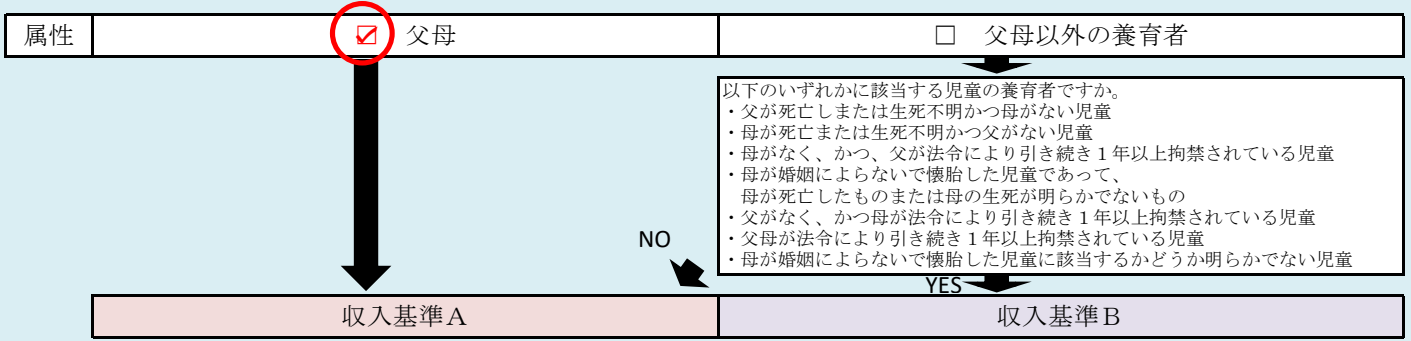 属性
☑ 父母
□ 父母以外の養育者
以下のいずれかに該当する児童の養育者ですか。
・父が死亡しまたは生死不明かつ母がない児童
・母が死亡または生死不明かつ父がない児童
・母がなく、かつ、父が法令により引き続き１年以上拘禁されている児童
・母が婚姻によらないで懐胎した児童であって、
母が死亡したものまたは母の生死が明らかでないもの
・父がなく、かつ母が法令により引き続き１年以上拘禁されている児童
・父母が法令により引き続き１年以上拘禁されている児童
・母が婚姻によらないで懐胎した児童に該当するかどうか明らかでない児童
NO
YES
収入基準Ａ
収入基準Ｂ